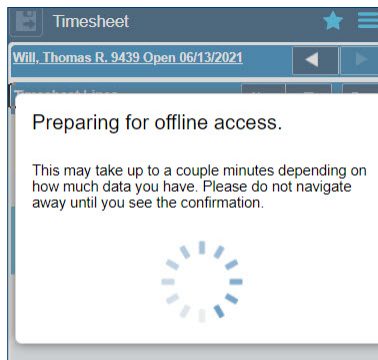 Timesheet
Will, Thomas R. 9439 Open 06/13/2021
Preparing for offline access.
This may take up to a couple minutes depending on
how much data you have. Please do not navigate
away until you see the confirmation.